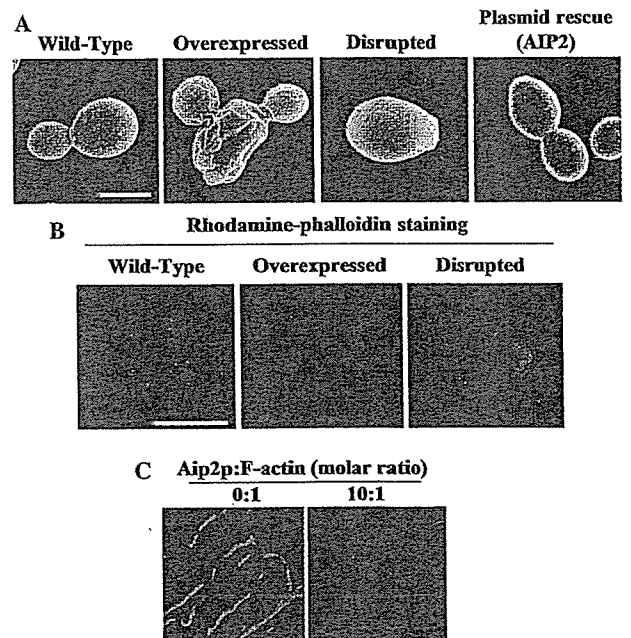 A
Wild-Type Overexpressed Disrupted Plasmid rescue (AIP2)
B
Rhodamine-phalloidin staining
Wild-Type Overexpressed Disrupted
C Aip2p:F-actin (molar ratio)
0:1 10:1